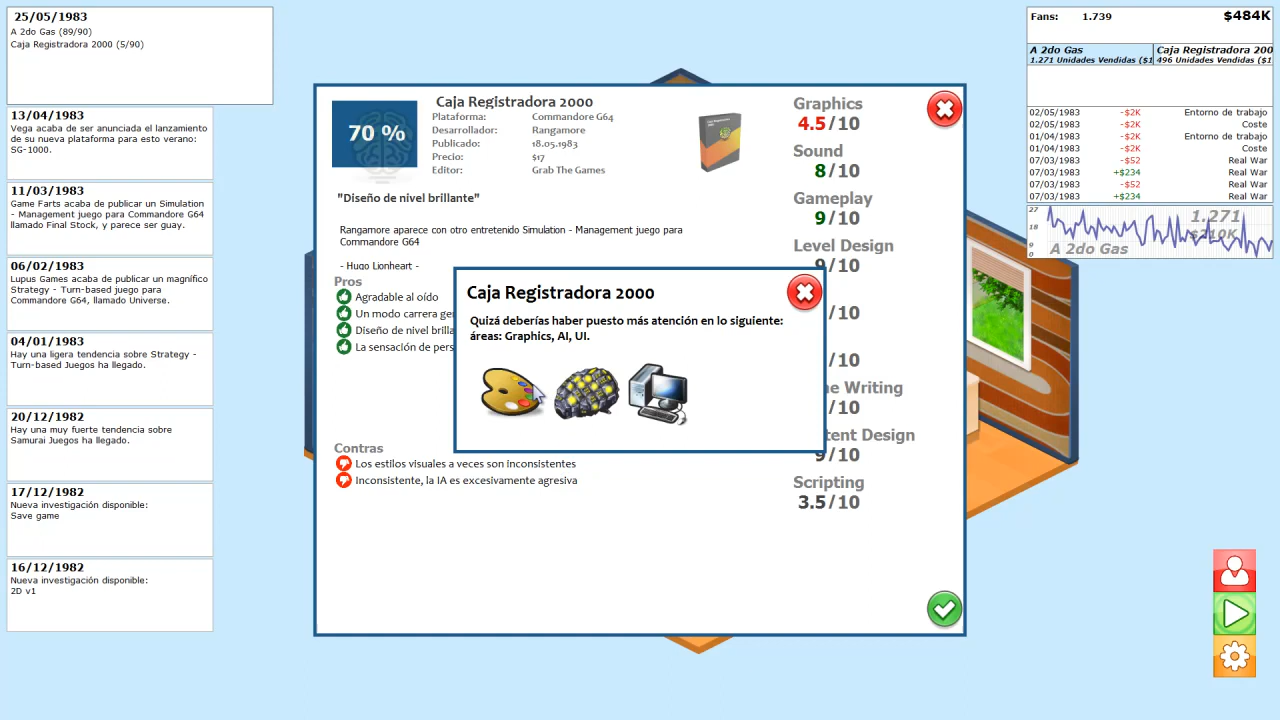 25/05/1983
A 2do Gas (89/90)
Caja Registradora 2000 (5/90)
13/04/1983
Vega acaba de ser anunciada el lanzamiento
de su nueva plataforma para esto verano:
SG-1000.
11/03/1983
Game Farts acaba de publicar un Simulation
- Management juego para Commandore G64
llamado Final Stock, y parece ser guay.
06/02/1983
Lupus Games acaba de publicar un magnífico
Strategy - Turn-based juego para
Commandore G64, llamado Universe.
04/01/1983
Hay una ligera tendencia sobre Strategy -
Turn-based Juegos ha llegado.
20/12/1982
Hay una muy fuerte tendencia sobre
Samurai Juegos ha llegado.
17/12/1982
Nueva investigación disponible:
Save game
16/12/1982
Nueva investigación disponible:
2D v1
70 %
Caja Registradora 2000
Plataforma: Commandore G64
Desarrollador: Rangamore
Publicado: 18.05.1983
Precio: $17
Editor: Grab The Games
"Diseño de nivel brillante"
Rangamore aparece con otro entretenido Simulation - Management juego para
Commandore G64
- Hugo Lionheart -
Pros
Agradable al oído
Un modo carrera
Diseño de nivel
La sensación de
Contras
Los estilos visuales a veces son inconsistentes
Inconsistente, la IA es excesivamente agresiva
Graphics
4.5/10
Sound
8/10
Gameplay
9/10
Level Design
9/10
/10
/10
Writing
/10
Design
9/10
Scripting
3.5/10
Caja Registradora 2000
Quizá deberías haber puesto más atención en lo siguiente:
áreas: Graphics, AI, UI.
Fans: 1.739 $484K
A 2do Gas Caja Registradora 200
1.271 Unidades Vendidas ($1 496 Unidades Vendidas ($1
02/05/1983 -$2K Entorno de trabajo
02/05/1983 -$2K Coste
01/04/1983 -$2K Entorno de trabajo
01/04/1983 -$2K Coste
07/03/1983 -$52 Real War
07/03/1983 +$234 Real War
07/03/1983 -$52 Real War
07/03/1983 +$234 Real War
27
18
9
0
1.271
$210K
A 2do Gas